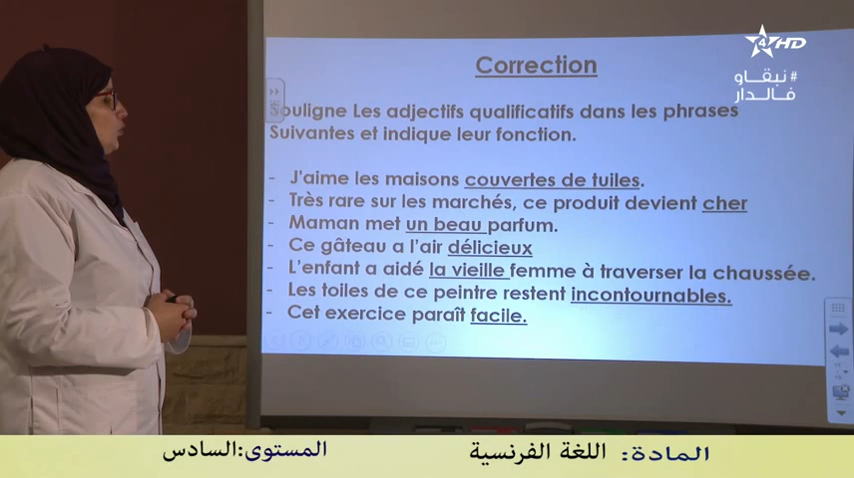 4 HD
#نبقاو
فالدار
Correction
Souligne Les adjectifs qualificatifs dans les phrases
Suivantes et indique leur fonction.
- J'aime les maisons couvertes de tuiles.
- Très rare sur les marchés, ce produit devient cher
- Maman met un beau parfum.
- Ce gâteau a l'air délicieux
- L'enfant a aidé la vieille femme à traverser la chaussée.
- Les toiles de ce peintre restent incontournables.
- Cet exercice paraît facile.
المادة: اللغة الفرنسية المستوى:السادس